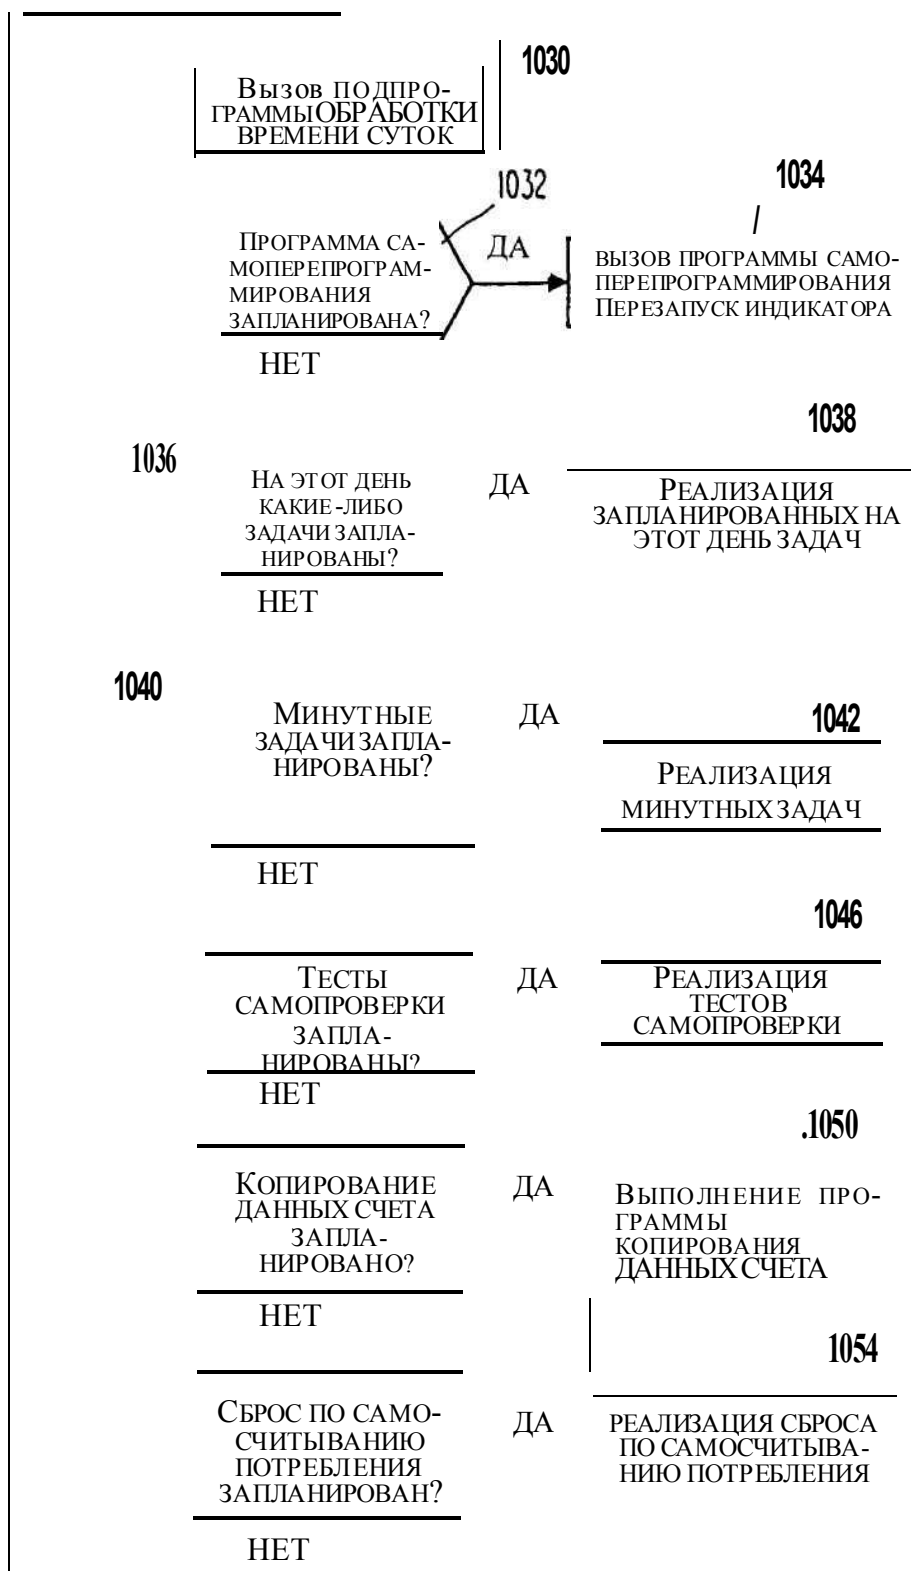 1030
Вызов ПОДПРО-
ГРАММЫ ОБРАБОТКИ
ВРЕМЕНИ СУТОК
1032
1034
ПРОГРАММА СА-
МОПЕРЕПРОГРАМ-
МИРОВАНИЯ
ЗАПЛАНИРОВАНА?
ДА
ВЫЗОВ ПРОГРАММЫ САМО-
ПЕРЕПРОГРАММИРОВАНИЯ
ПЕРЕЗАПУСК ИНДИКАТОРА
НЕТ
1036
1038
НА ЭТОТ ДЕНЬ
КАКИЕ-ЛИБО
ЗАДАЧИ ЗАПЛА-
НИРОВАНЫ?
ДА
РЕАЛИЗАЦИЯ
ЗАПЛАНИРОВАННЫХ НА
ЭТОТ ДЕНЬ ЗАДАЧ
НЕТ
1040
МИНУТНЫЕ
ЗАДАЧИ ЗАПЛА-
НИРОВАНЫ?
ДА
1042
РЕАЛИЗАЦИЯ
МИНУТНЫХ ЗАДАЧ
НЕТ
1046
ТЕСТЫ
САМОПРОВЕРКИ
ЗАПЛА-
НИРОВАНЫ?
ДА
РЕАЛИЗАЦИЯ
ТЕСТОВ
САМОПРОВЕРКИ
НЕТ
.1050
КОПИРОВАНИЕ
ДАННЫХ СЧЕТА
ЗАПЛА-
НИРОВАНО?
ДА
ВЫПОЛНЕНИЕ ПРО-
ГРАММЫ
КОПИРОВАНИЯ
ДАННЫХ СЧЕТА
НЕТ
1054
СБРОС ПО САМО-
СЧИТЫВАНИЮ
ПОТРЕБЛЕНИЯ
ЗАПЛАНИРОВАН?
ДА
РЕАЛИЗАЦИЯ СБРОСА
ПО САМОСЧИТЫВА-
НИЮ ПОТРЕБЛЕНИЯ
НЕТ